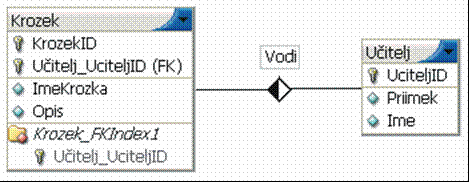 Krozek
KrozekID
Učitelj_UciteljID (FK)
ImeKrozka
Opis
Krozek_FKIndex1
Učitelj_UciteljID
Vodi
Učitelj
UciteljID
Priimek
Ime